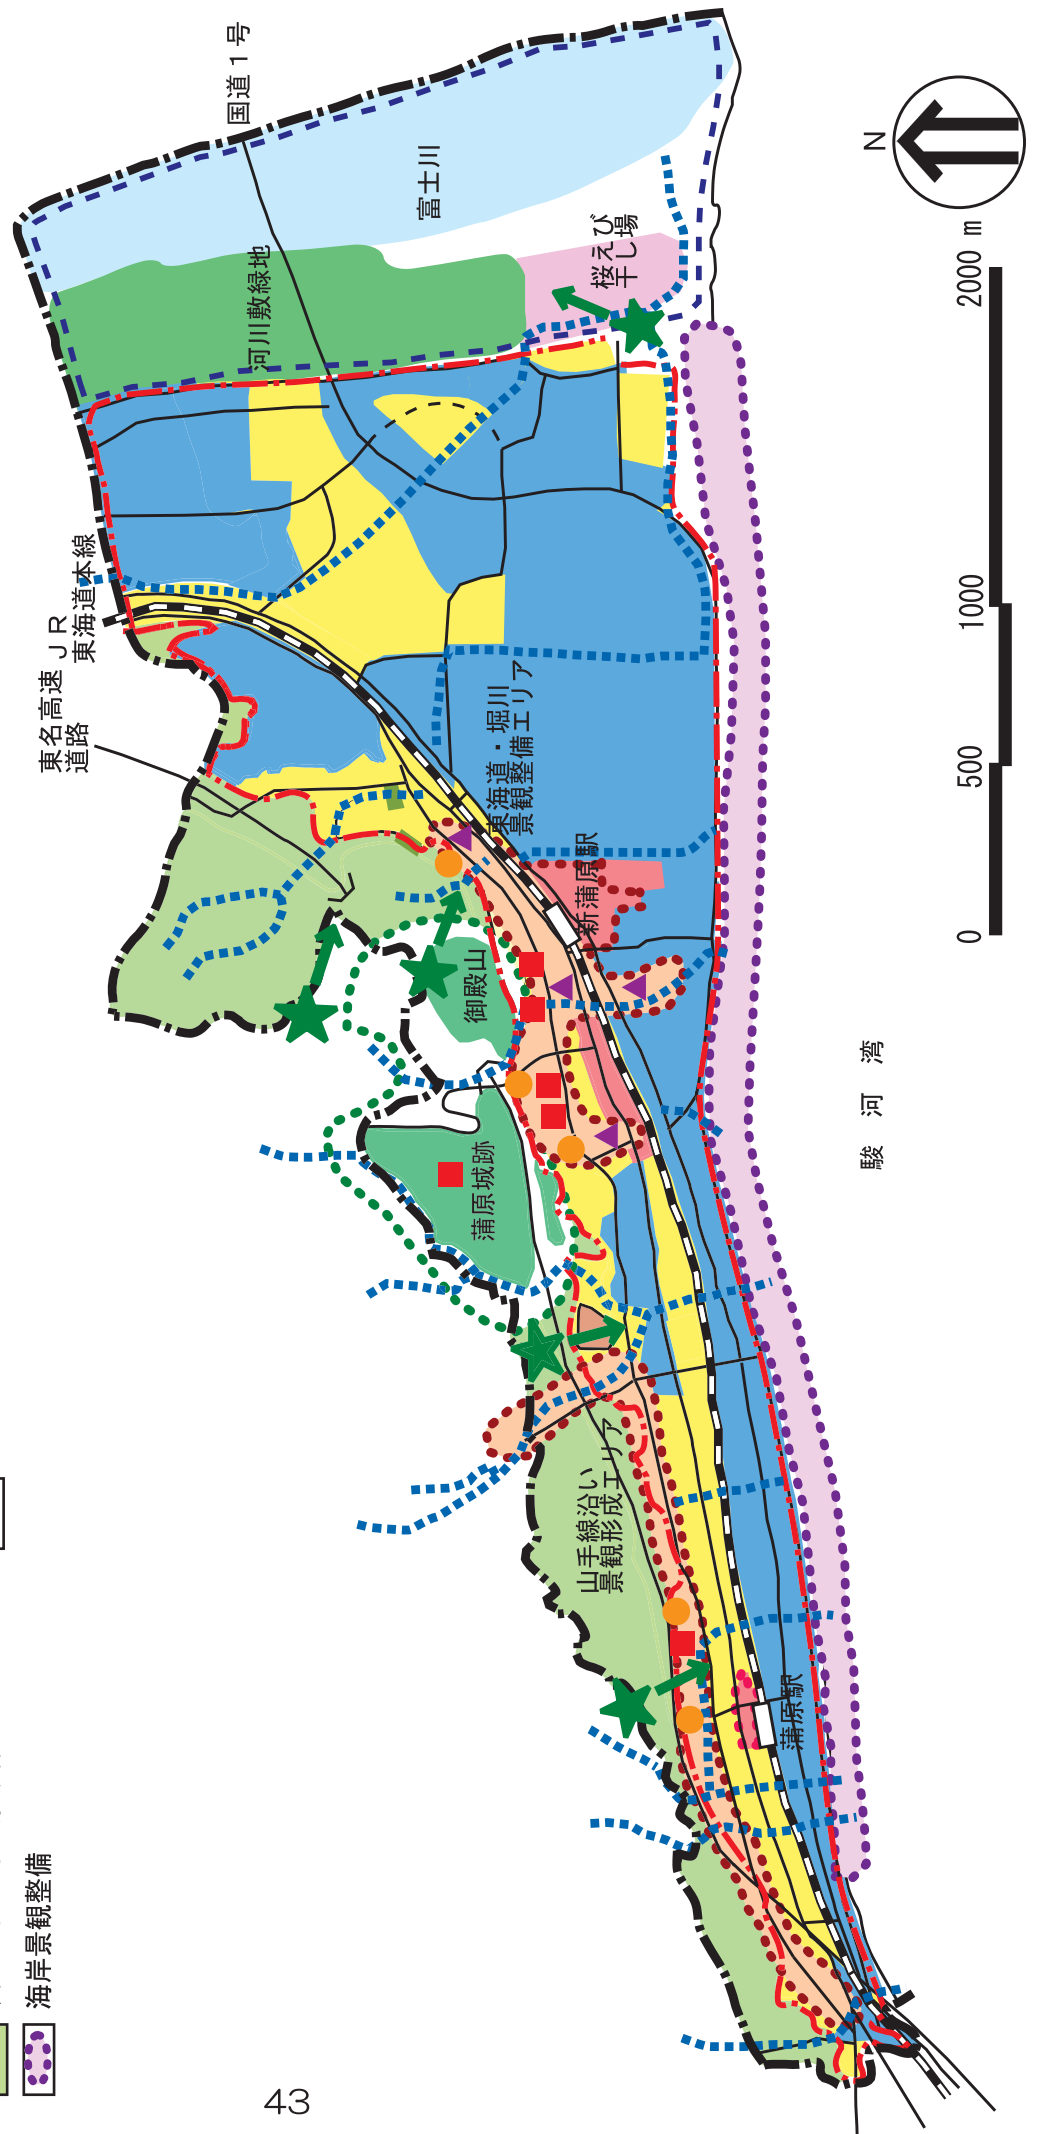 国道1号
富士川
河川敷緑地
桜えび
干し場
N
2000 m
1000
500
0
JR
東海道本線
東名高速
道路
東海道・堀川
景観整備エリア
新蒲原駅
御殿山
蒲原城跡
駿河湾
山手線沿い
景観形成エリア
蒲原駅
海岸景観整備
43